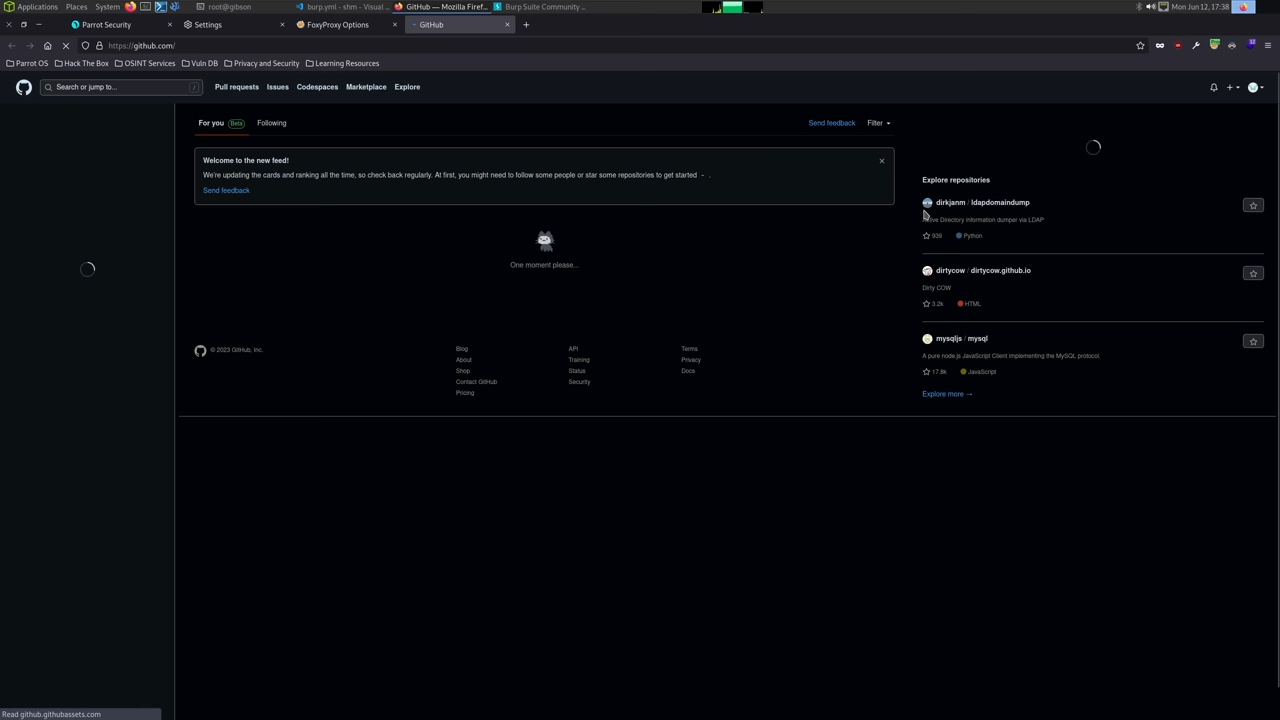 Applications Places System root@gibson burp.yml - shm - Visual ... GitHub — Mozilla Firef... Burp Suite Community ... Mon Jun 12, 17:38
Parrot Security Settings FoxyProxy Options GitHub
https://github.com/
Parrot OS Hack The Box OSINT Services Vuln DB Privacy and Security Learning Resources
Search or jump to... / Pull requests Issues Codespaces Marketplace Explore
For you Beta Following Send feedback Filter
Welcome to the new feed!
We're updating the cards and ranking all the time, so check back regularly. At first, you might need to follow some people or star some repositories to get started - .
Send feedback
One moment please...
Explore repositories
dirkjanm / ldapdomaindump
Active Directory information dumper via LDAP
939 Python
dirtycow / dirtycow.github.io
Dirty COW
3.2k HTML
mysqljs / mysql
A pure node.js JavaScript Client implementing the MySQL protocol
17.8k JavaScript
Explore more →
© 2023 GitHub, Inc.
Blog
About
Shop
Contact GitHub
Pricing
API
Training
Status
Security
Terms
Privacy
Docs
Read github.githubassets.com